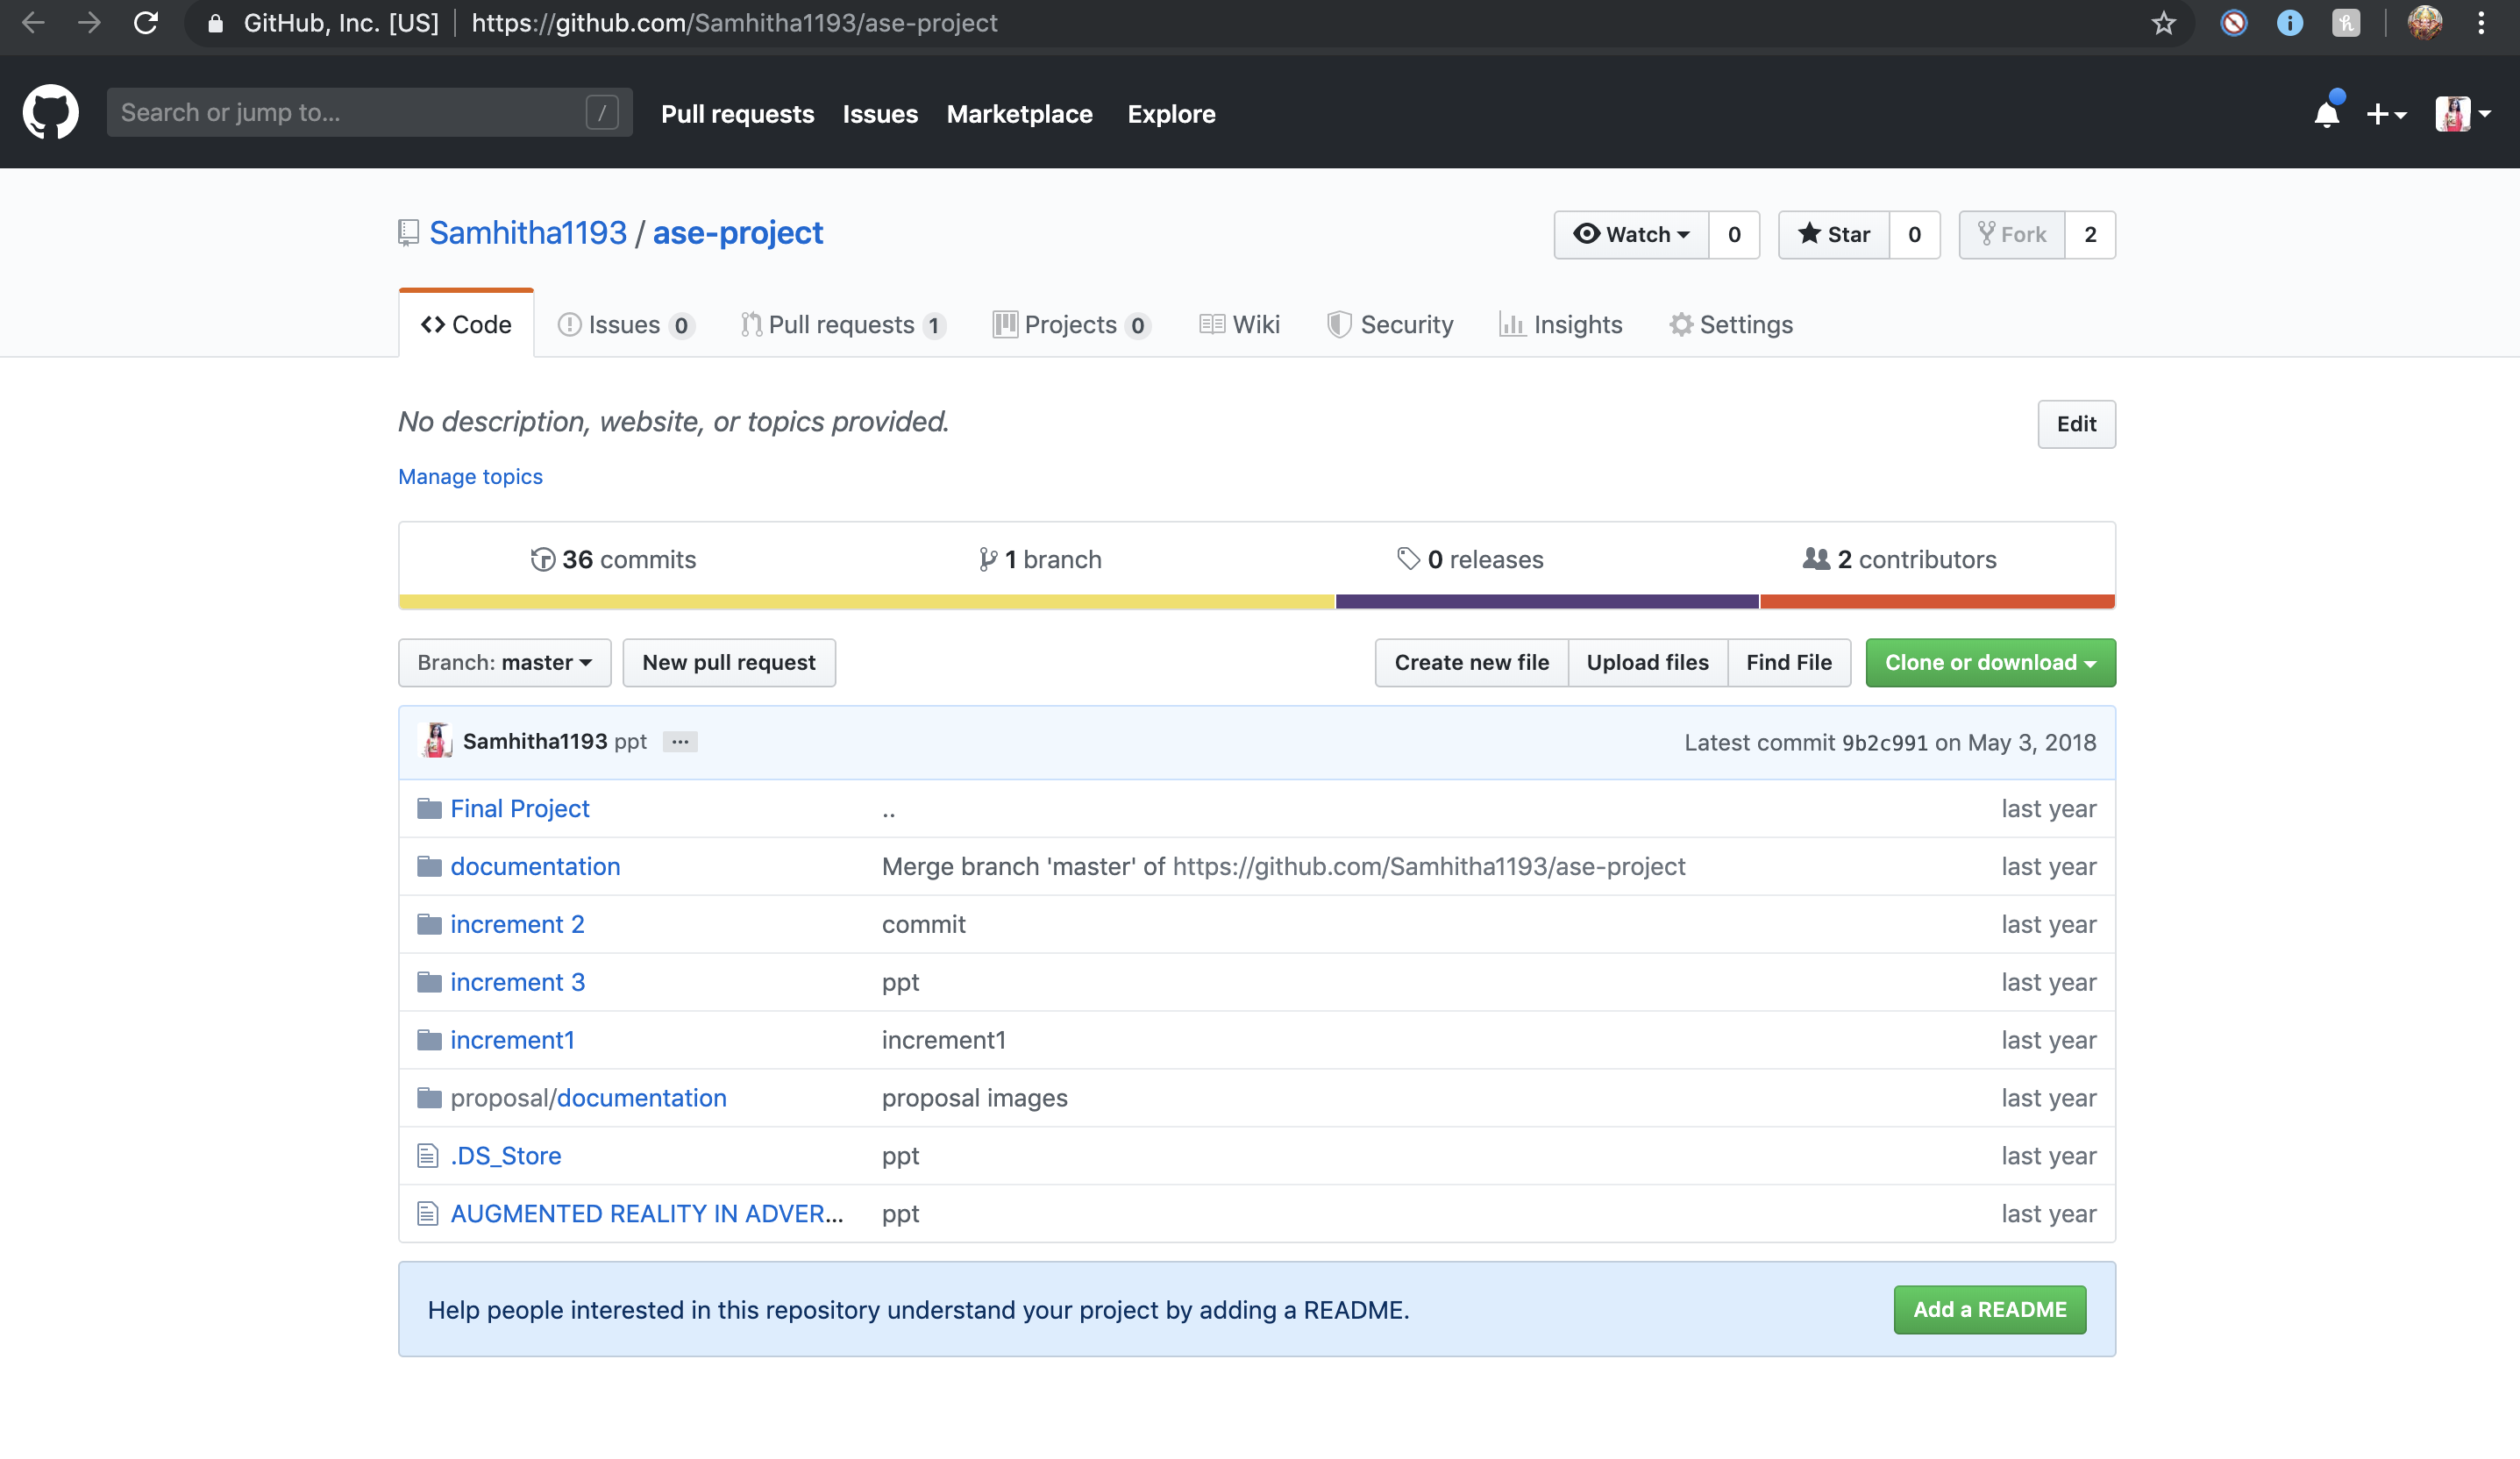 GitHub, Inc. [US] https://github.com/Samhitha1193/ase-project
Search or jump to... / Pull requests Issues Marketplace Explore
Samhitha1193 / ase-project Watch 0 Star 0 Fork 2
Code Issues 0 Pull requests 1 Projects 0 Wiki Security Insights Settings
No description, website, or topics provided. Edit
Manage topics
36 commits 1 branch 0 releases 2 contributors
Branch: master New pull request Create new file Upload files Find File Clone or download
Samhitha1193 ppt ... Latest commit 9b2c991 on May 3, 2018
Final Project .. last year
documentation Merge branch 'master' of https://github.com/Samhitha1193/ase-project last year
increment 2 commit last year
increment 3 ppt last year
increment1 increment1 last year
proposal/documentation proposal images last year
.DS_Store ppt last year
AUGMENTED REALITY IN ADVER... ppt last year
Help people interested in this repository understand your project by adding a README. Add a README